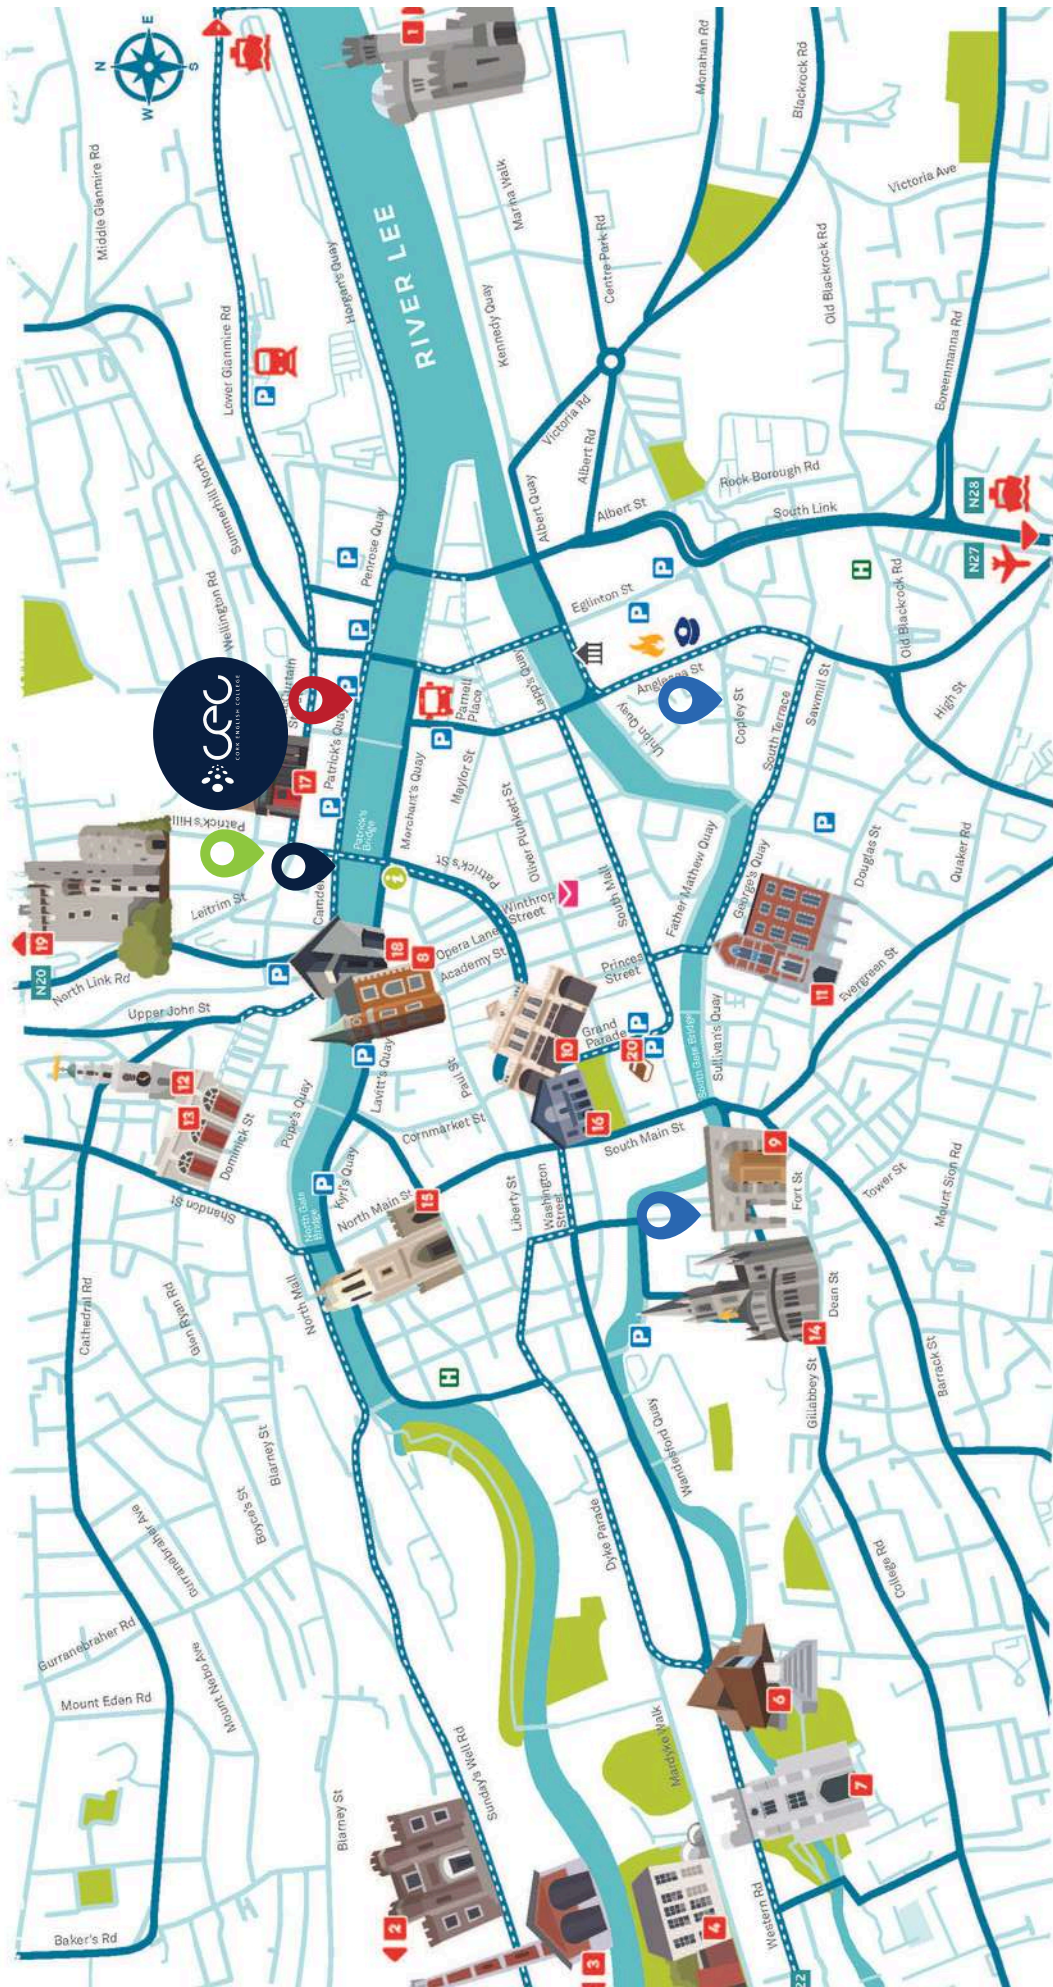 N
E
S
W
Middle Glanmire Rd
Lower Glanmire Rd
Horgan's Quay
RIVER LEE
1
Marina Walk
Kennedy Quay
Centre Park Rd
Monahan Rd
Blackrock Rd
Victoria Ave
Old Blackrock Rd
Boreenmanna Rd
Victoria Rd
Albert Rd
Albert Quay
Albert St
Rock Borough Rd
South Link
N28
N27
Old Blackrock Rd
H
High St
Summerhill North
Wellington Rd
Penrose Quay
P
P
P
P
P
P
P
P
Eglinton St
Anglesea St
Copley St
South Terrace
Sawmill St
Union Quay
Lapp's Quay
Parnell Place
cec
CORK ENGLISH COLLEGE
17
Patrick's Quay
Patrick's Hill
Patrick's Bridge
Merchant's Quay
Maylor St
Oliver Plunkett St
Patrick's St
Winthrop Street
South Mall
Father Mathew Quay
George's Quay
P
Douglas St
Quaker Rd
Evergreen St
11
i
19
N20
North Link Rd
Leitrim St
Upper John St
P
18
8
Opera Lane
Academy St
Princes Street
Grand Parade
10
20
P
P
16
Sullivan's Quay
South Gate Bridge
South Main St
12
13
Dominick St
Pope's Quay
Lavitt's Quay
P
Paul St
Cornmarket St
Kyrl's Quay
P
North Main St
15
Liberty St
Washington Street
Shandon St
North Gate Bridge
North Mall
9
Fort St
Tower St
Mount Sion Rd
Dean St
14
P
Gillabbey St
Barrack St
Cathedral Rd
Glen Ryan Rd
Blarney St
Boyce's St
Gurranebraher Ave
Gurranebraher Rd
H
Wandesford Quay
Dyke Parade
College Rd
Mount Eden Rd
Mount Nebo Ave
Blarney St
Sunday's Well Rd
Mardyke Walk
6
7
Western Rd
Baker's Rd
2
3
4
22